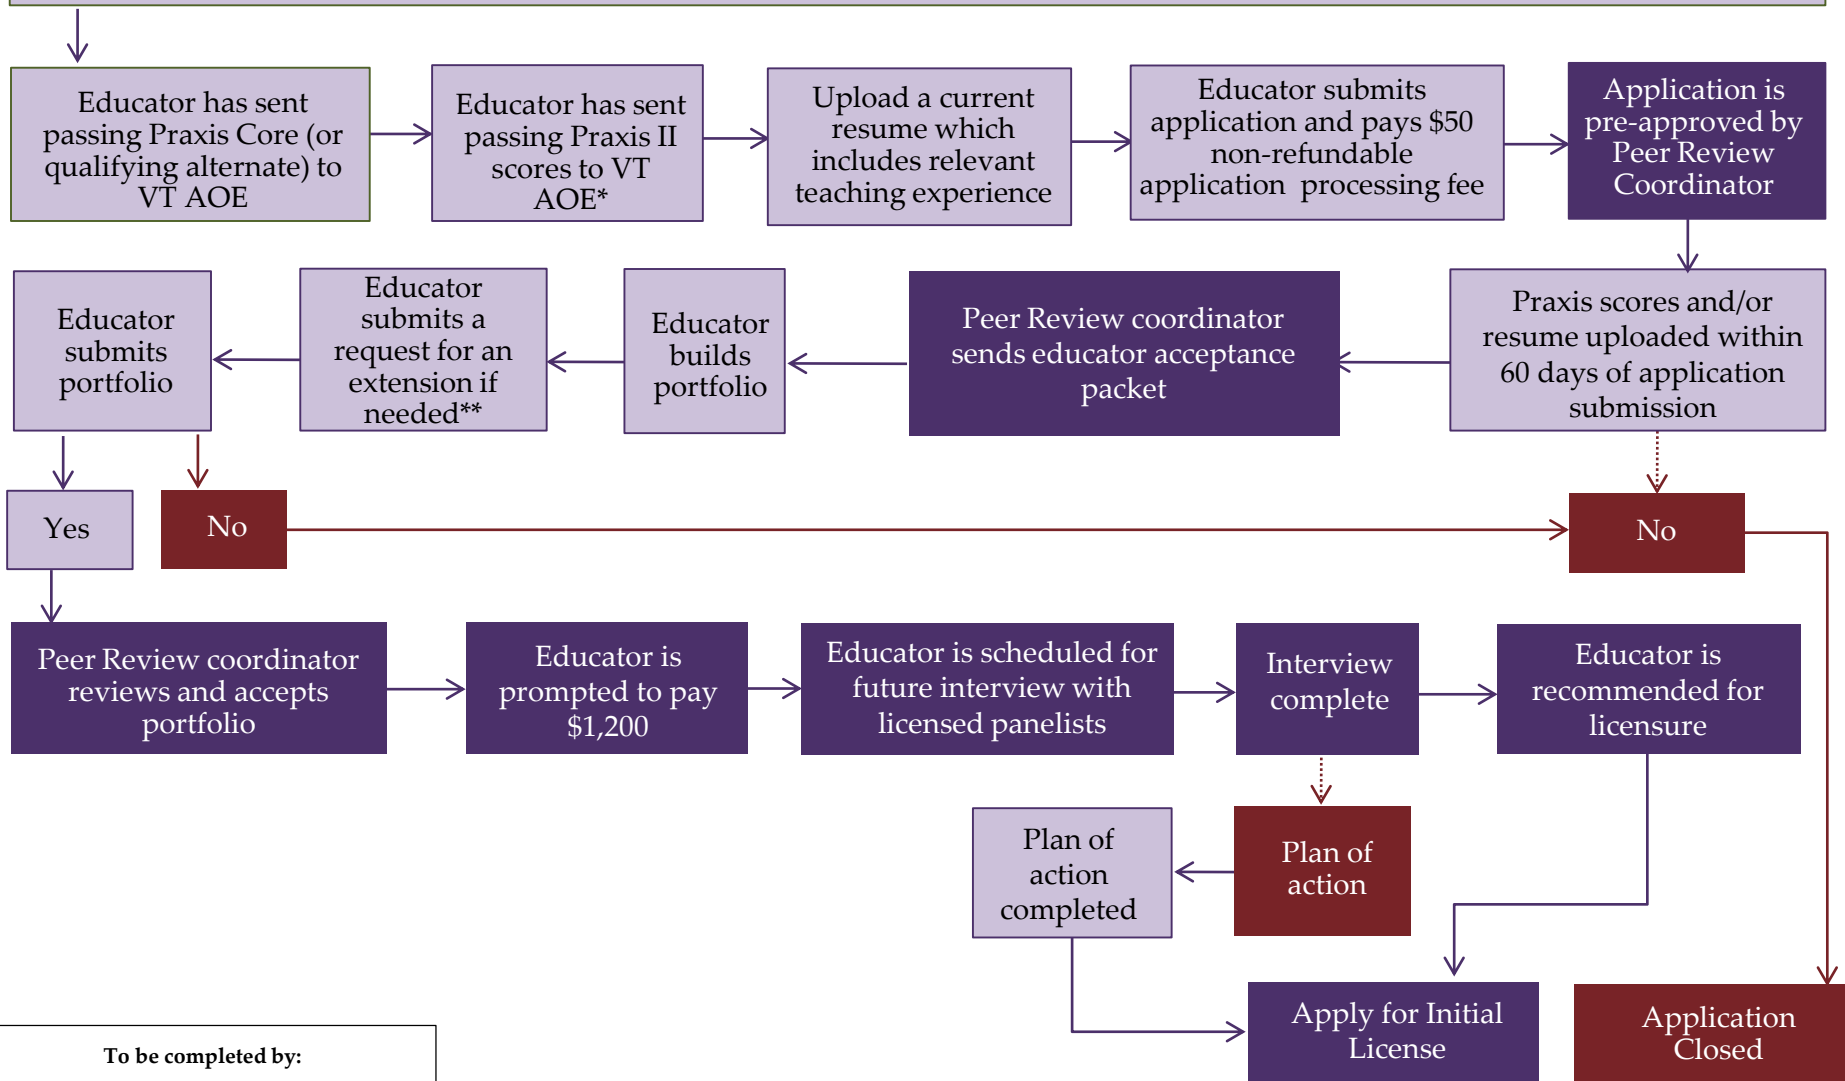 Educator has sent
passing Praxis Core (or
qualifying alternate) to
VT AOE
Educator has sent
passing Praxis II
scores to VT
AOE*
Upload a current
resume which
includes relevant
teaching experience
Educator submits
application and pays $50
non-refundable
application processing fee
Application is
pre-approved by
Peer Review
Coordinator
Praxis scores and/or
resume uploaded within
60 days of application
submission
Peer Review coordinator
sends educator acceptance
packet
Educator
builds
portfolio
Educator
submits a
request for an
extension if
needed**
Educator
submits
portfolio
Yes
No
No
Peer Review coordinator
reviews and accepts
portfolio
Educator is
prompted to pay
$1,200
Educator is scheduled for
future interview with
licensed panelists
Interview
complete
Educator is
recommended for
licensure
Plan of
action
Plan of
action
completed
Apply for Initial
License
Application
Closed
To be completed by: